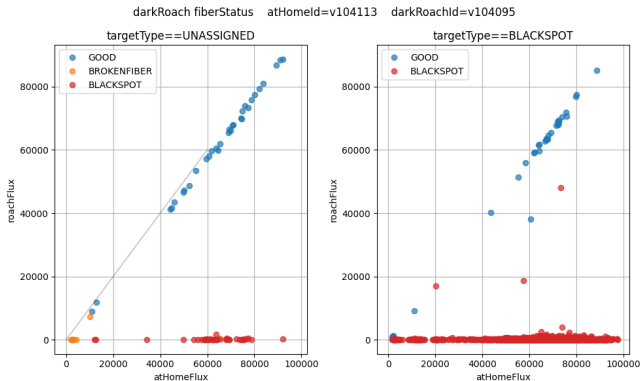 darkRoach fiberStatus    atHomeId=v104113    darkRoachId=v104095
targetType==UNASSIGNED
targetType==BLACKSPOT
GOOD
BROKENFIBER
BLACKSPOT
GOOD
BLACKSPOT
80000
60000
40000
20000
0
roachFlux
0
20000
40000
60000
80000
100000
atHomeFlux
80000
60000
40000
20000
0
roachFlux
0
20000
40000
60000
80000
100000
atHomeFlux